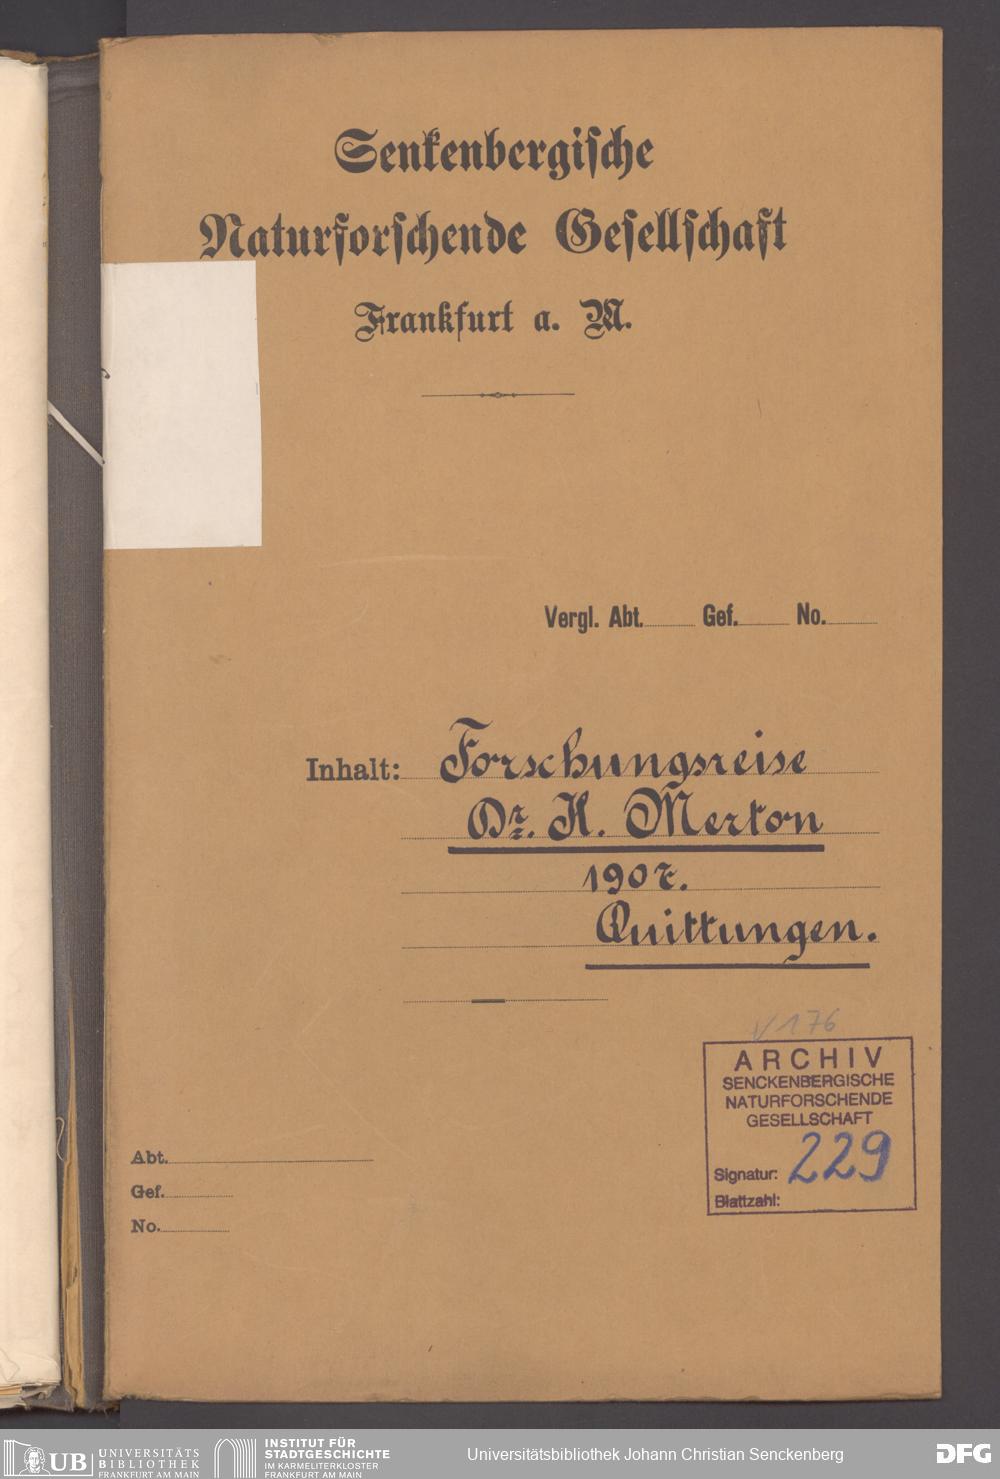 Senkenbergische
Naturforschende Gesellschaft
Frankfurt a. M.
Vergl. Abt. Gef. No.
Inhalt: Forschungsreise
Dr. H. Merton
1907.
Quittungen.
V 176
ARCHIV
SENCKENBERGISCHE
NATURFORSCHENDE
GESELLSCHAFT
Signatur: 229
Blattzahl:
Abt.
Gef.
No.
UB UNIVERSITÄTS
BIBLIOTHEK
FRANKFURT AM MAIN
INSTITUT FÜR
STADTGESCHICHTE
IM KARMELITERKLOSTER
FRANKFURT AM MAIN
Universitätsbibliothek Johann Christian Senckenberg
DFG